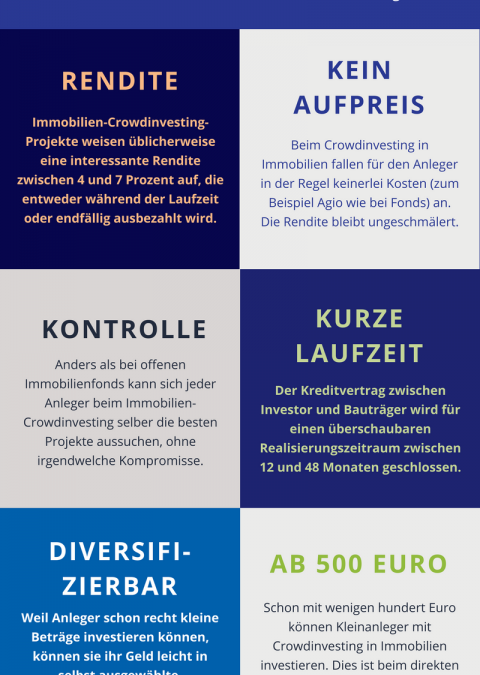 RENDITE
Immobilien-Crowdinvesting-
Projekte weisen üblicherweise
eine interessante Rendite
zwischen 4 und 7 Prozent auf, die
entweder während der Laufzeit
oder endfällig ausbezahlt wird.
KEIN
AUFPREIS
Beim Crowdinvesting in
Immobilien fallen für den Anleger
in der Regel keinerlei Kosten (zum
Beispiel Agio wie bei Fonds) an.
Die Rendite bleibt ungeschmälert.
KONTROLLE
Anders als bei offenen
Immobilienfonds kann sich jeder
Anleger beim Immobilien-
Crowdinvesting selber die besten
Projekte aussuchen, ohne
irgendwelche Kompromisse.
KURZE
LAUFZEIT
Der Kreditvertrag zwischen
Investor und Bauträger wird für
einen überschaubaren
Realisierungszeitraum zwischen
12 und 48 Monaten geschlossen.
DIVERSIFI-
ZIERBAR
Weil Anleger schon recht kleine
Beträge investieren können,
können sie ihr Geld leicht in
selbst ausgewählte
AB 500 EURO
Schon mit wenigen hundert Euro
können Kleinanleger mit
Crowdinvesting in Immobilien
investieren. Dies ist beim direkten